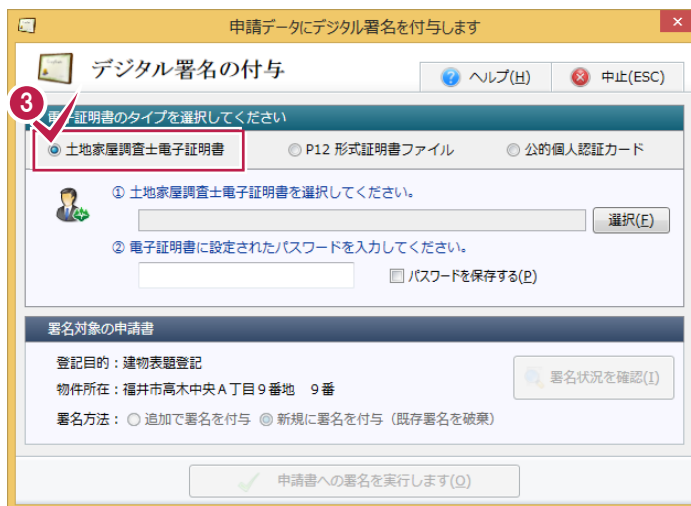 申請データにデジタル署名を付与します
デジタル署名の付与
ヘルプ(H)
中止(ESC)
3
電子証明書のタイプを選択してください
土地家屋調査士電子証明書
P12 形式証明書ファイル
公的個人認証カード
① 土地家屋調査士電子証明書を選択してください。
選択(F)
② 電子証明書に設定されたパスワードを入力してください。
パスワードを保存する(P)
署名対象の申請書
登記目的：建物表題登記
物件所在：福井市高木中央A丁目9番地　9番
署名状況を確認(I)
署名方法： 追加で署名を付与 新規に署名を付与（既存署名を破棄）
申請書への署名を実行します(O)